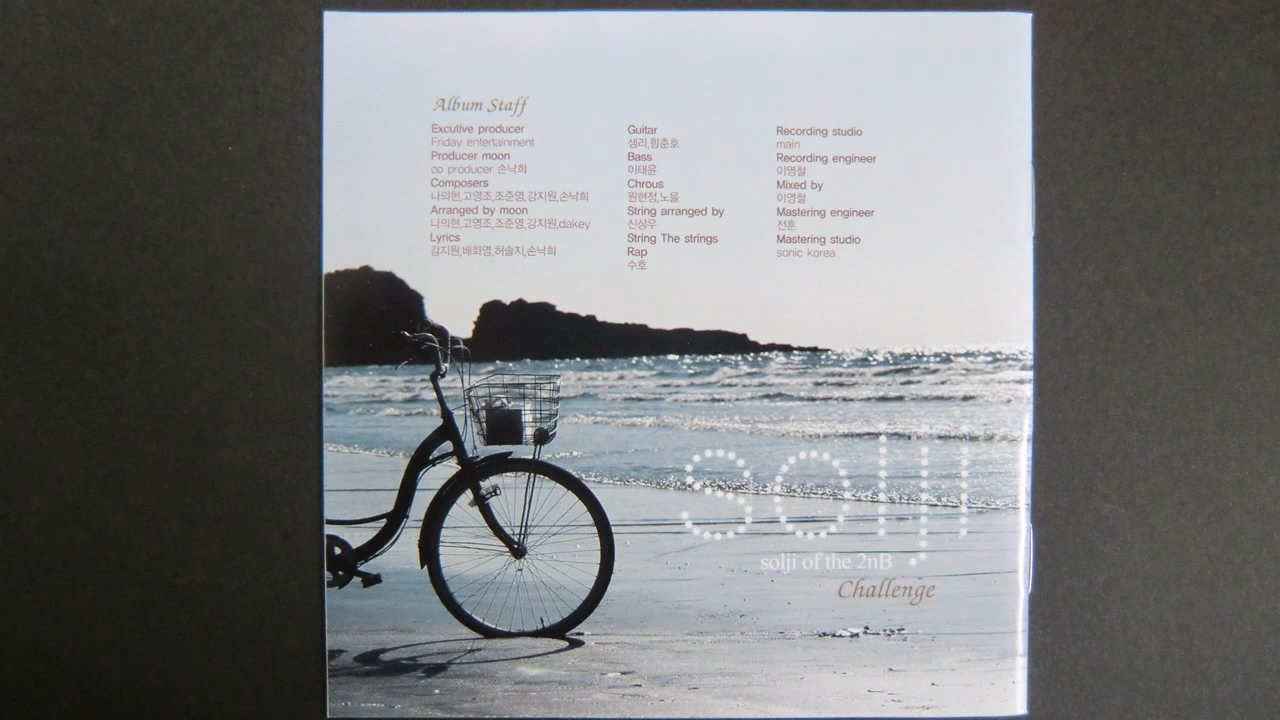 Album Staff
Excutive producer
Friday entertainment
Producer moon
co producer 손낙희
Composers
나의현,고영조,조준영,강지원,손낙희
Arranged by moon
나의현,고영조,조준영,강지원,dakey
Lyrics
강지원,배화영,허솔지,손낙희
Guitar
샘리,함춘호
Bass
이태윤
Chrous
원현정,노을
String arranged by
신상우
String The strings
Rap
수호
Recording studio
main
Recording engineer
이영철
Mixed by
이영철
Mastering engineer
전훈
Mastering studio
sonic korea
solji
solji of the 2nB
Challenge